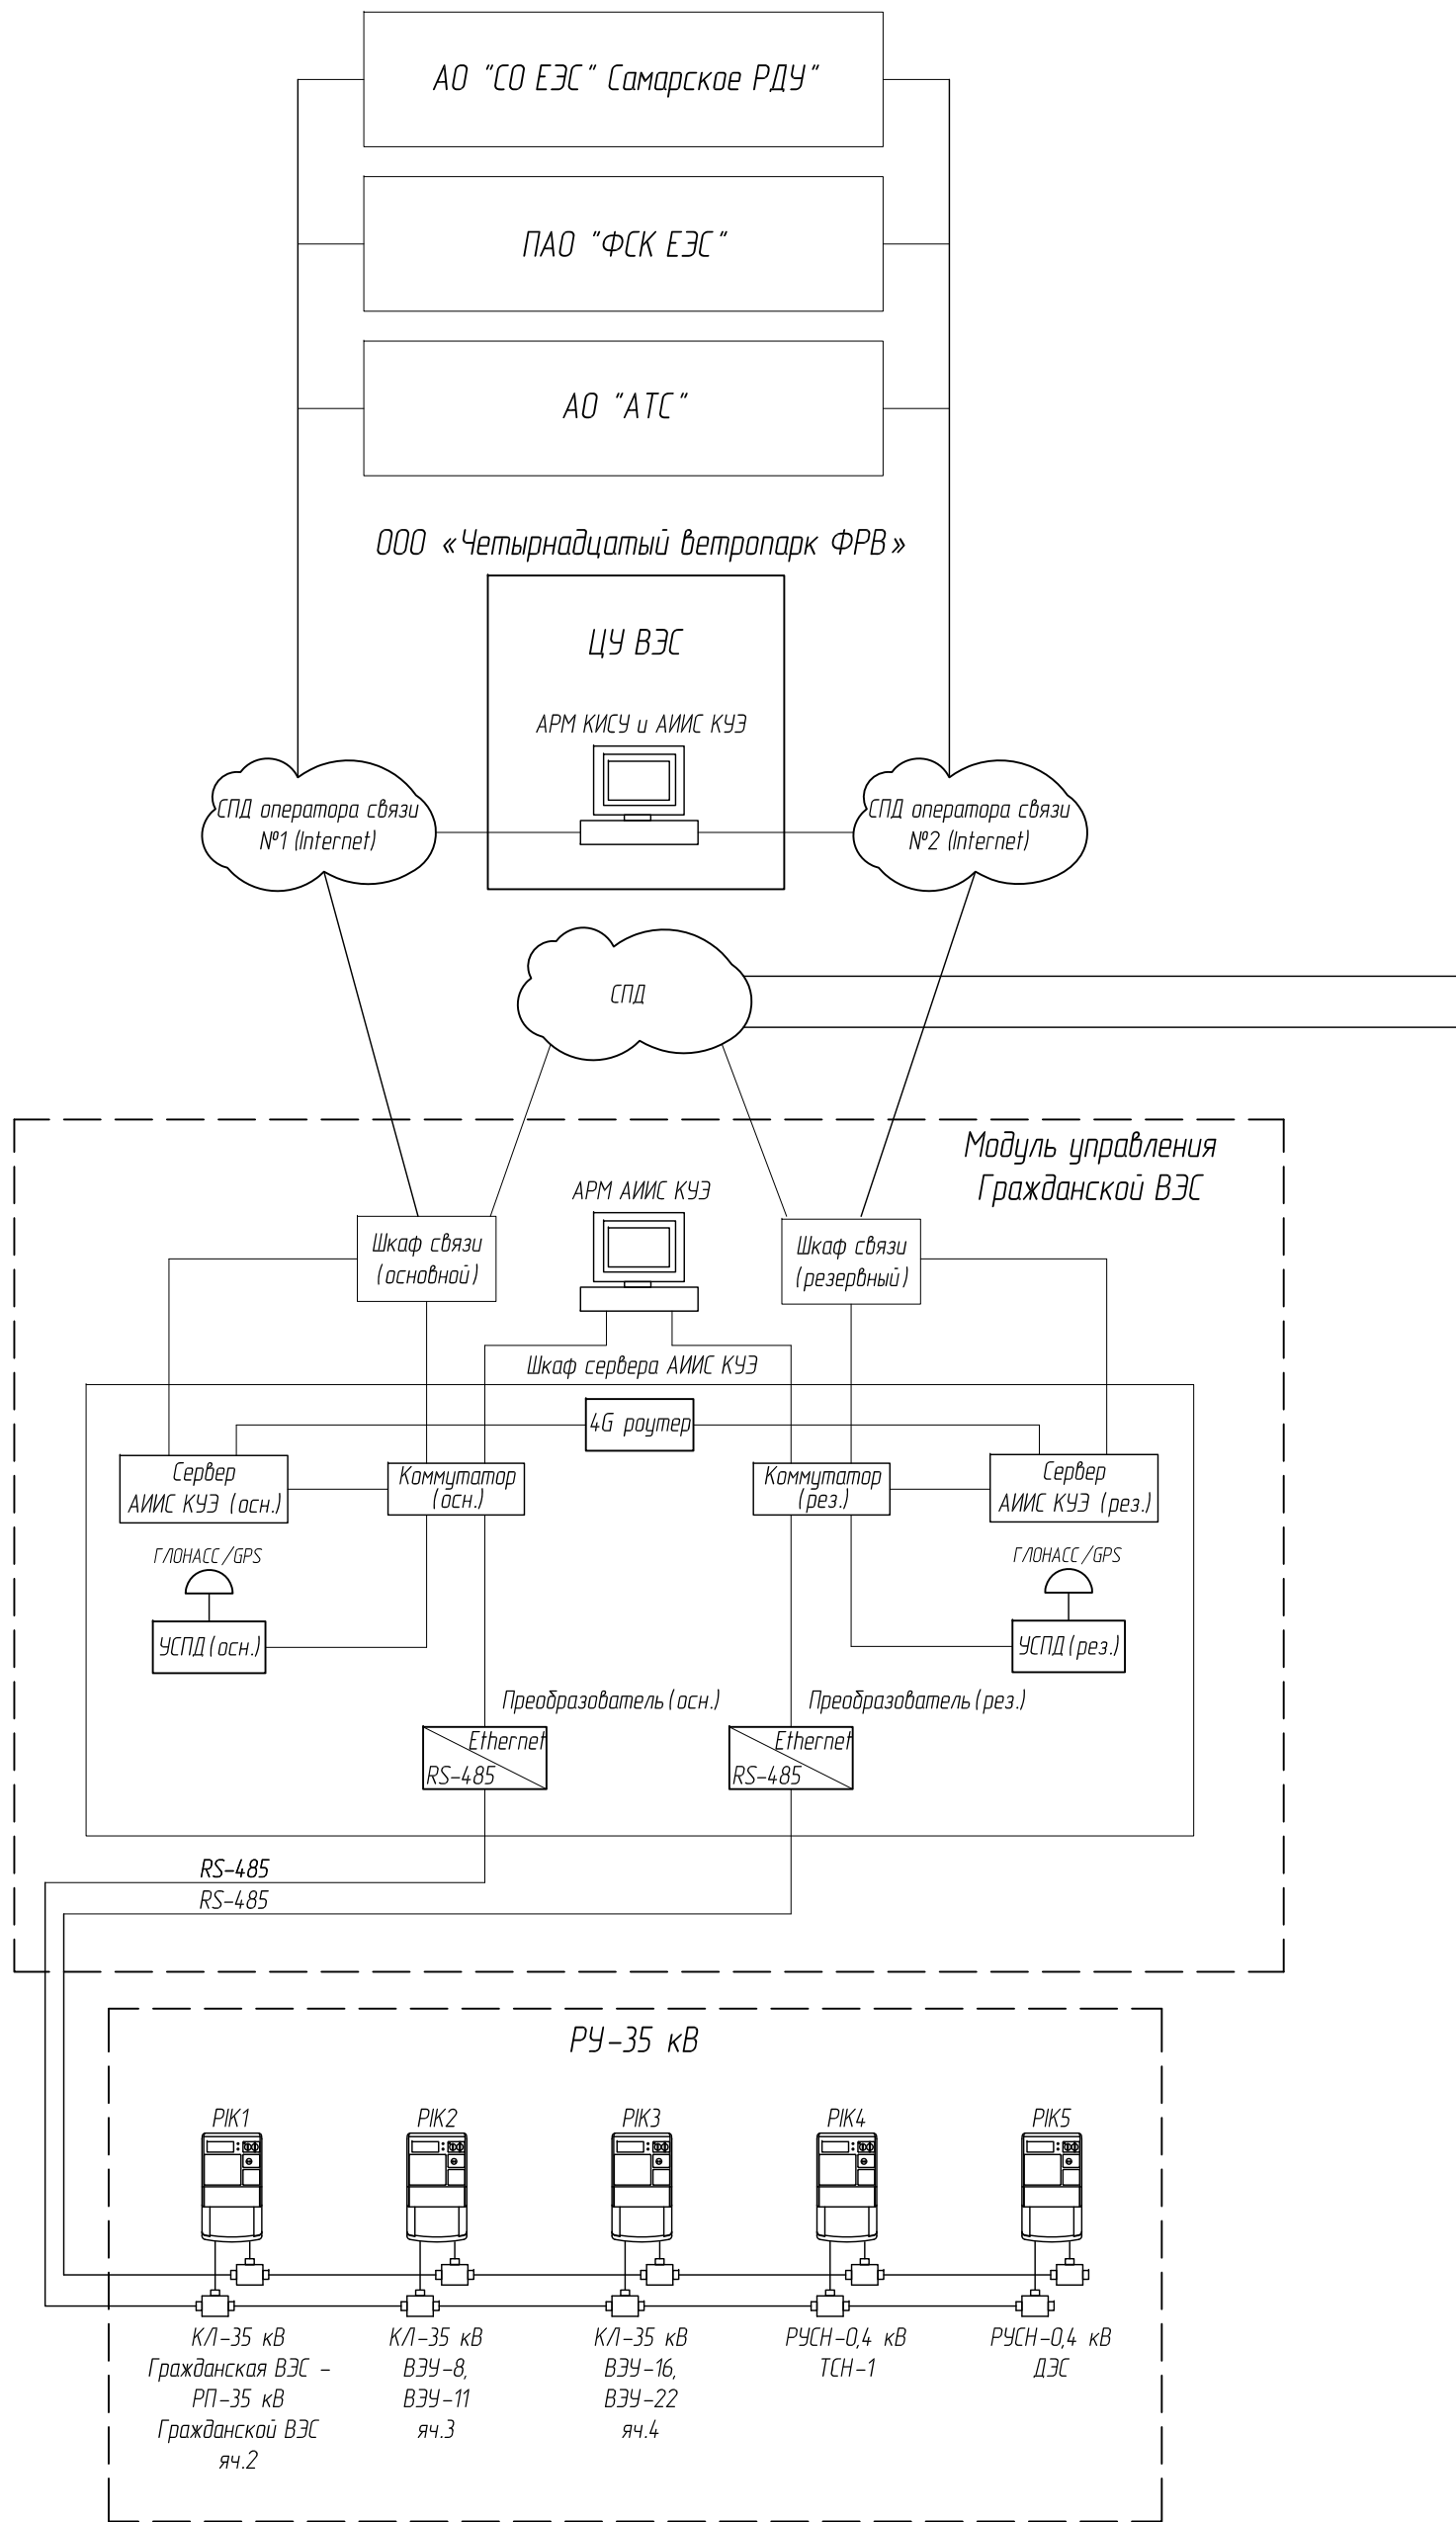 АО "СО ЕЭС" Самарское РДУ"
ПАО "ФСК ЕЭС"
АО "АТС"
ООО «Четырнадцатый ветропарк ФРВ»
ЦУ ВЭС
АРМ КИСУ и АИИС КУЭ
СПД оператора связи
№1 (Internet)
СПД оператора связи
№2 (Internet)
СПД
Модуль управления
Гражданской ВЭС
АРМ АИИС КУЭ
Шкаф связи
(основной)
Шкаф связи
(резервный)
Шкаф сервера АИИС КУЭ
4G роутер
Сервер
АИИС КУЭ (осн.)
Коммутатор
(осн.)
Коммутатор
(рез.)
Сервер
АИИС КУЭ (рез.)
ГЛОНАСС/GPS
ГЛОНАСС/GPS
УСПД(осн.)
УСПД(рез.)
Преобразователь(осн.)
Преобразователь(рез.)
Ethernet
RS-485
Ethernet
RS-485
RS-485
RS-485
РУ-35 кВ
PIK1
PIK2
PIK3
PIK4
PIK5
КЛ-35 кВ
Гражданская ВЭС -
РП-35 кВ
Гражданской ВЭС
яч.2
КЛ-35 кВ
ВЭУ-8,
ВЭУ-11
яч.3
КЛ-35 кВ
ВЭУ-16,
ВЭУ-22
яч.4
РУСН-0,4 кВ
ТСН-1
РУСН-0,4 кВ
ДЭС